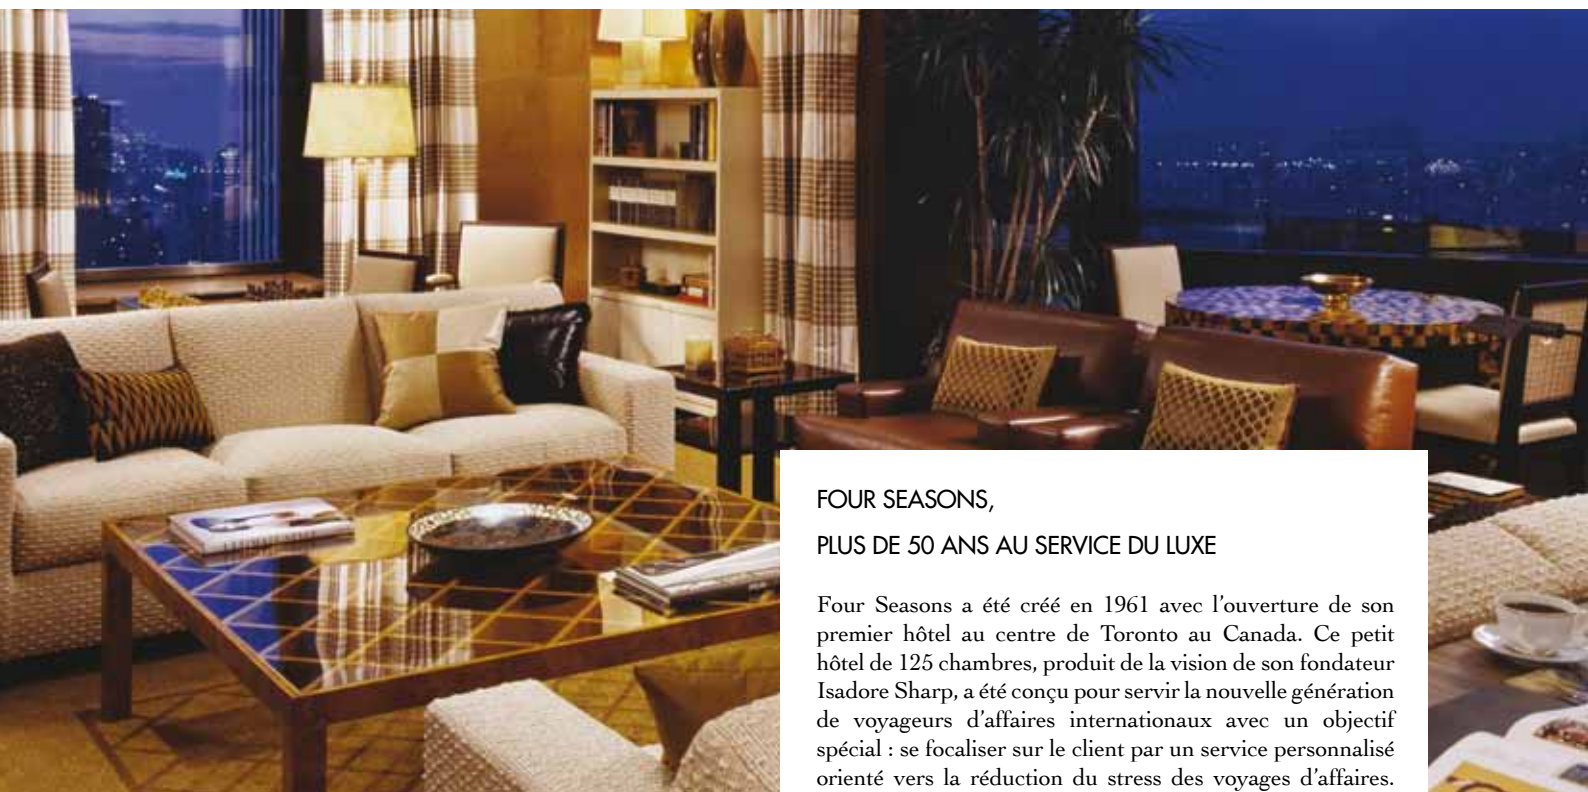 FOUR SEASONS,
PLUS DE 50 ANS AU SERVICE DU LUXE
Four Seasons a été créé en 1961 avec l’ouverture de son
premier hôtel au centre de Toronto au Canada. Ce petit
hôtel de 125 chambres, produit de la vision de son fondateur
Isadore Sharp, a été conçu pour servir la nouvelle génération
de voyageurs d’affaires internationaux avec un objectif
spécial : se focaliser sur le client par un service personnalisé
orienté vers la réduction du stress des voyages d’affaires.